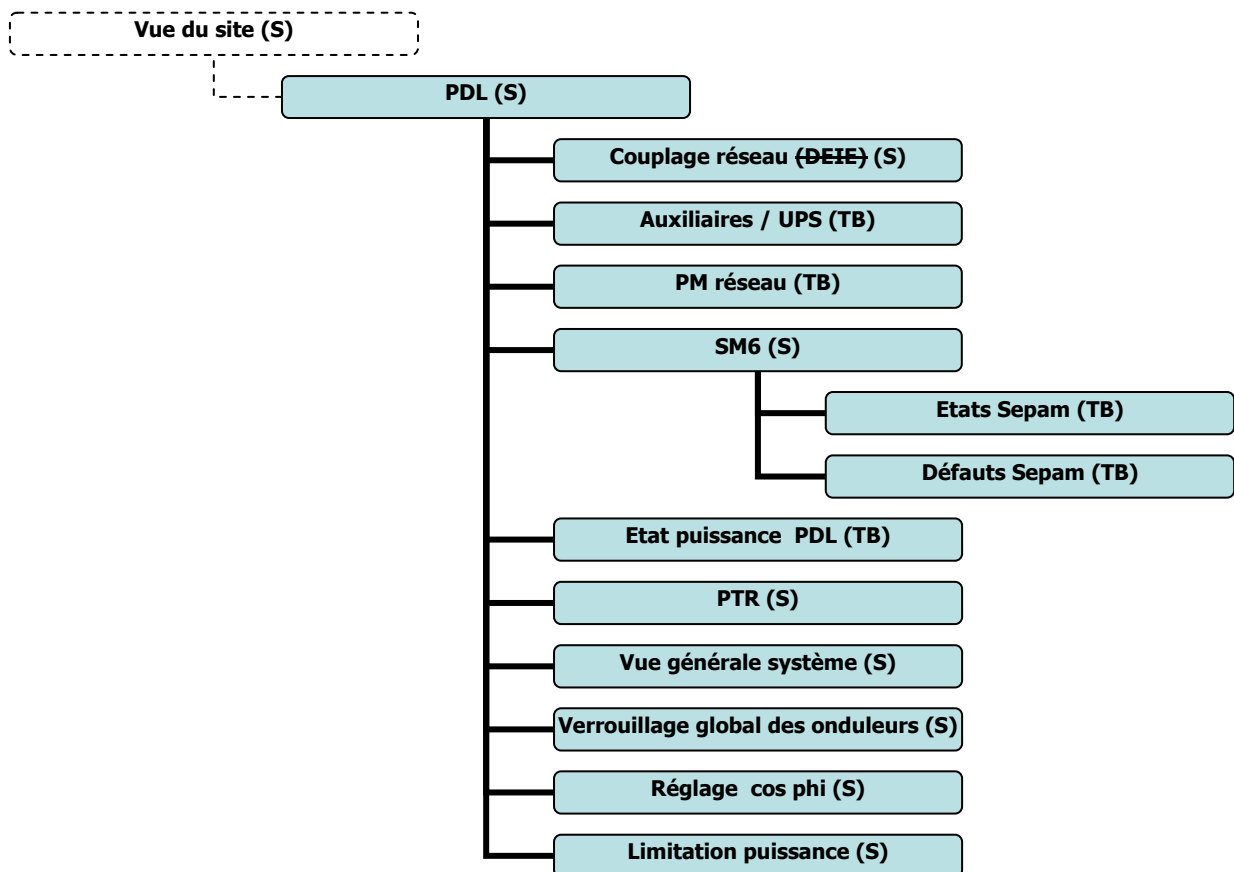 Vue du site (S)
PDL (S)
Couplage réseau (DEIE) (S)
Auxiliaires / UPS (TB)
PM réseau (TB)
SM6 (S)
Etats Sepam (TB)
Défauts Sepam (TB)
Etat puissance  PDL (TB)
PTR (S)
Vue générale système (S)
Verrouillage global des onduleurs (S)
Réglage  cos phi (S)
Limitation puissance (S)